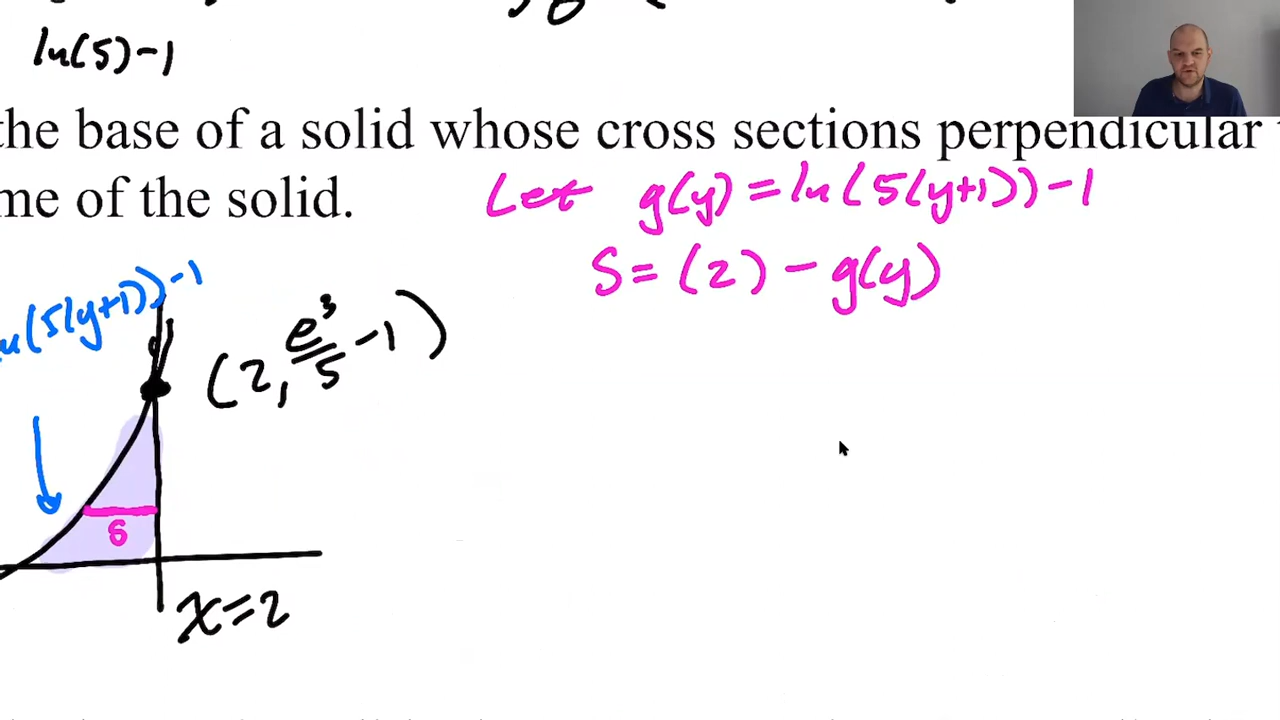 ln(5)-1
the base of a solid whose cross sections perpendicular
me of the solid.
Let g(y)=ln(5(y+1))-1
S=(2)-g(y)
(5(y+1))-1
(2, e³/5 -1)
S
x=2